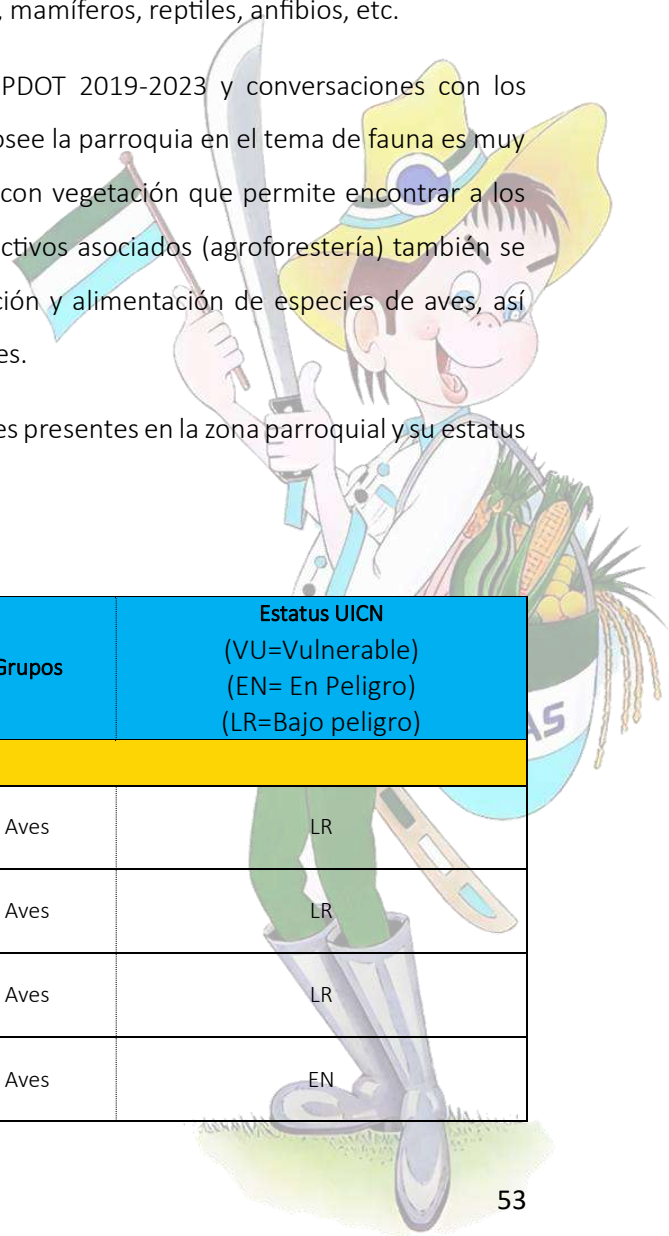 , mamíferos, reptiles, anfibios, etc.
PDOT 2019-2023 y conversaciones con los
osee la parroquia en el tema de fauna es muy
con vegetación que permite encontrar a los
ctivos asociados (agroforestería) también se
ción y alimentación de especies de aves, así
es.
es presentes en la zona parroquial y su estatus
Grupos
Estatus UICN
(VU=Vulnerable)
(EN= En Peligro)
(LR=Bajo peligro)
Aves LR
Aves LR
Aves LR
Aves EN
AS
53